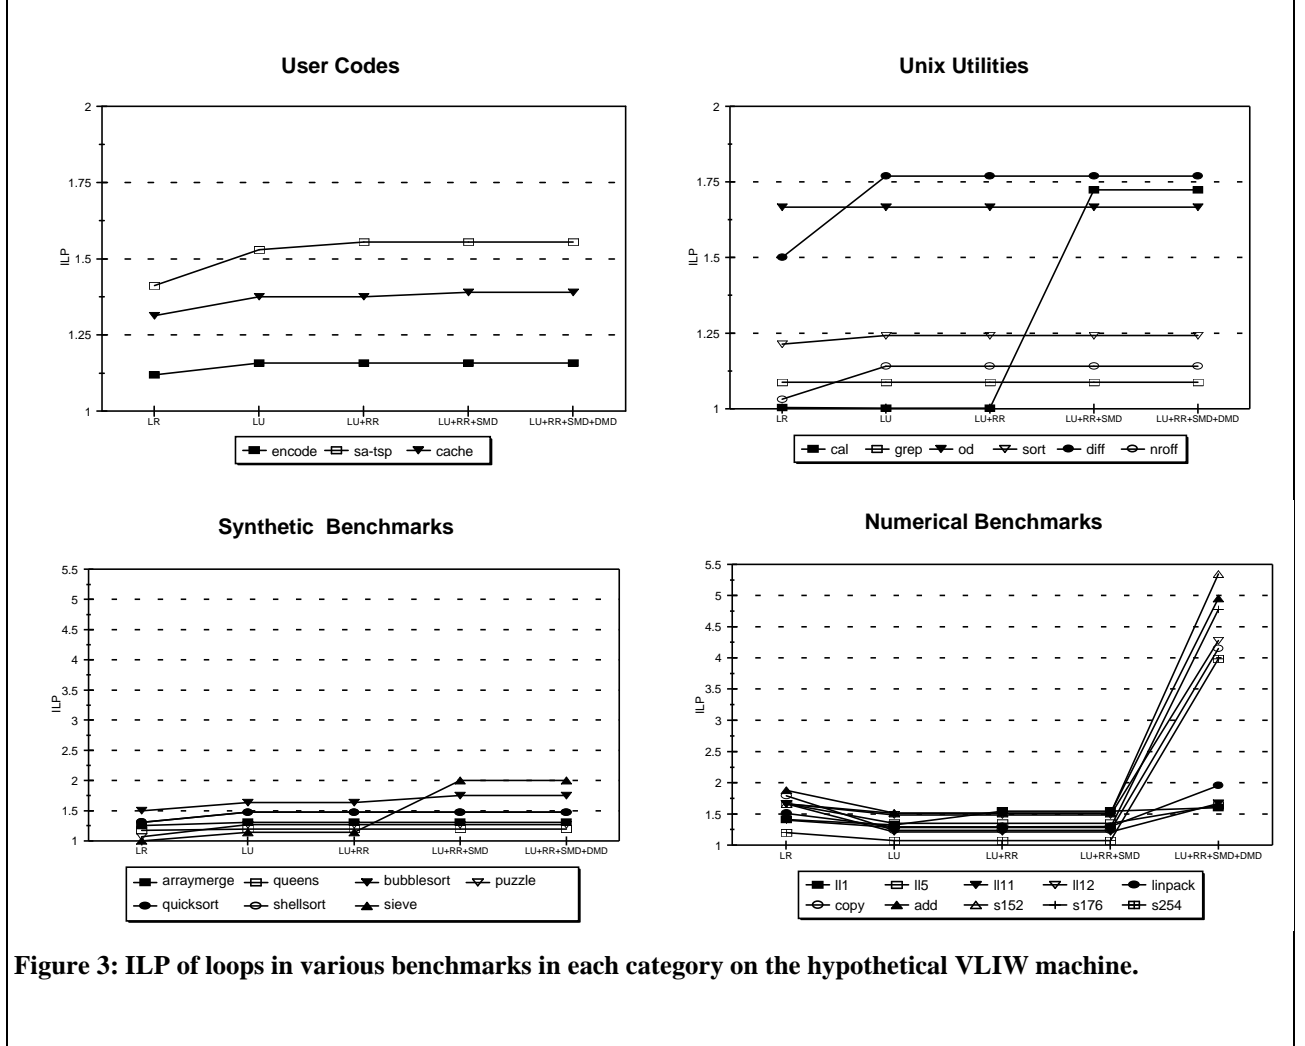 User Codes
2
1.75
1.5
1.25
1
ILP
LR LU LU+RR LU+RR+SMD LU+RR+SMD+DMD
encode sa-tsp cache
Unix Utilities
2
1.75
1.5
1.25
1
ILP
LR LU LU+RR LU+RR+SMD LU+RR+SMD+DMD
cal grep od sort diff nroff
Synthetic Benchmarks
5.5
5
4.5
4
3.5
3
2.5
2
1.5
1
ILP
LR LU LU+RR LU+RR+SMD LU+RR+SMD+DMD
arraymerge queens bubblesort puzzle
quicksort shellsort sieve
Numerical Benchmarks
5.5
5
4.5
4
3.5
3
2.5
2
1.5
1
ILP
LR LU LU+RR LU+RR+SMD LU+RR+SMD+DMD
ll1 ll5 ll11 ll12 linpack
copy add s152 s176 s254
Figure 3: ILP of loops in various benchmarks in each category on the hypothetical VLIW machine.